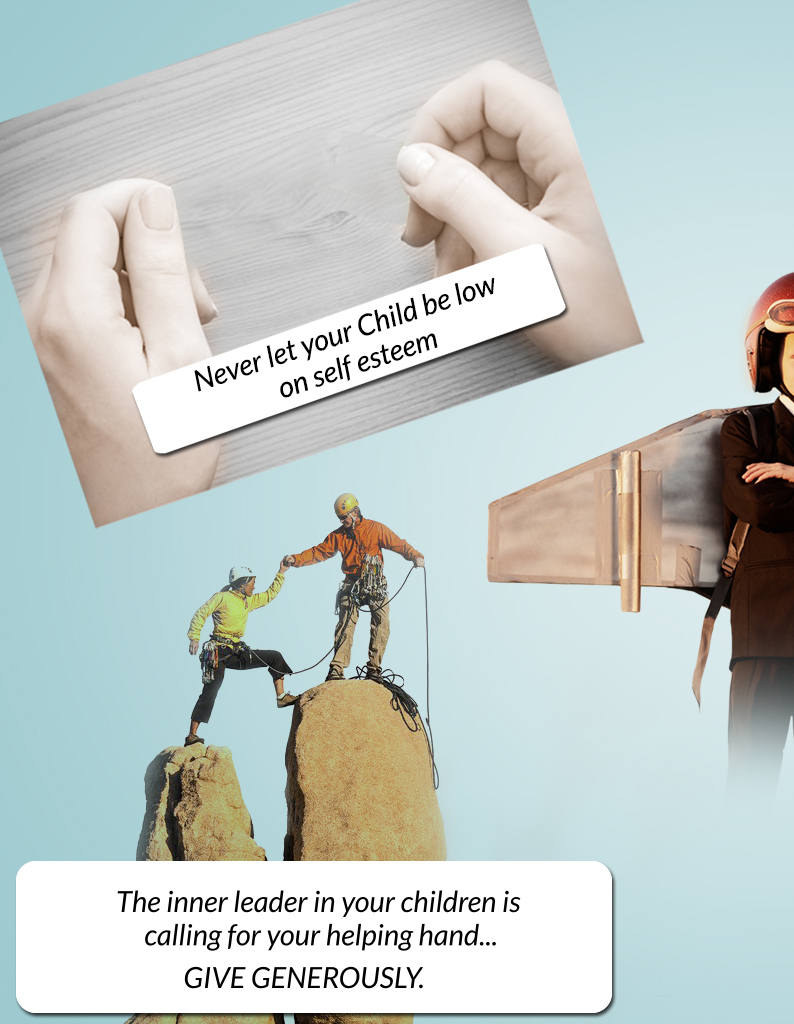 Never let your Child be low
on self esteem
The inner leader in your children is
calling for your helping hand...
GIVE GENEROUSLY.